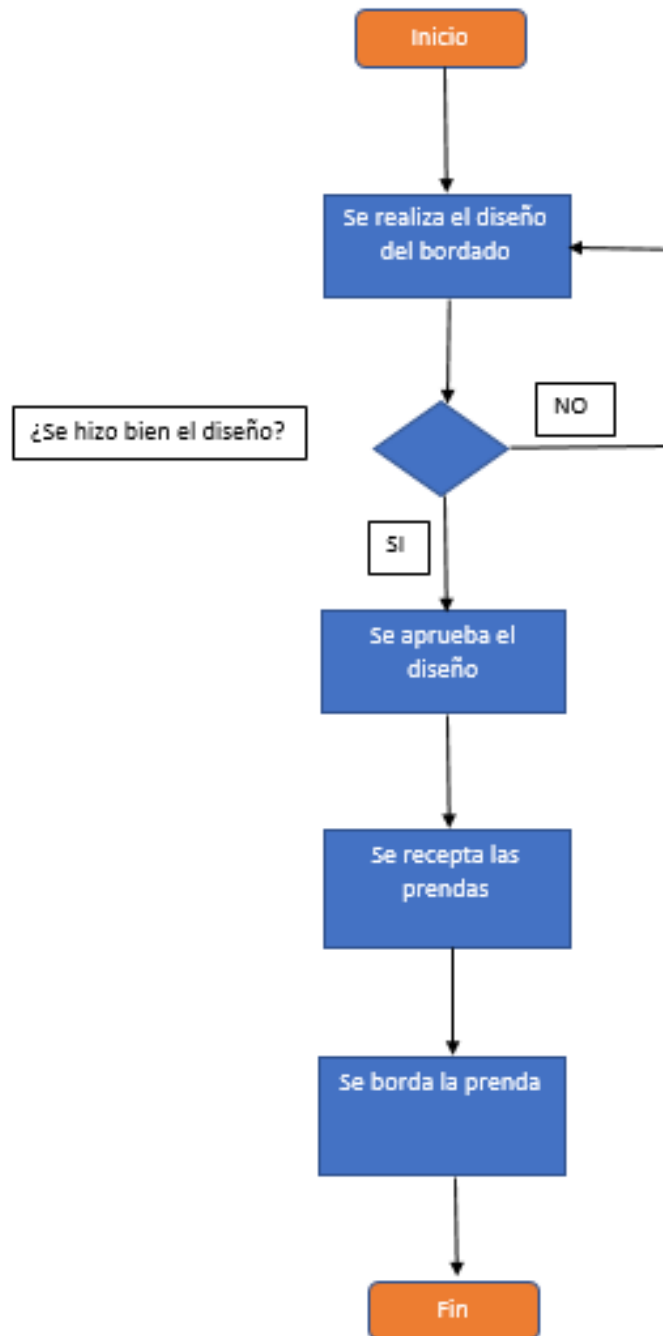 Inicio
Se realiza el diseño
del bordado
¿Se hizo bien el diseño?
NO
SI
Se aprueba el
diseño
Se recepta las
prendas
Se borda la prenda
Fin